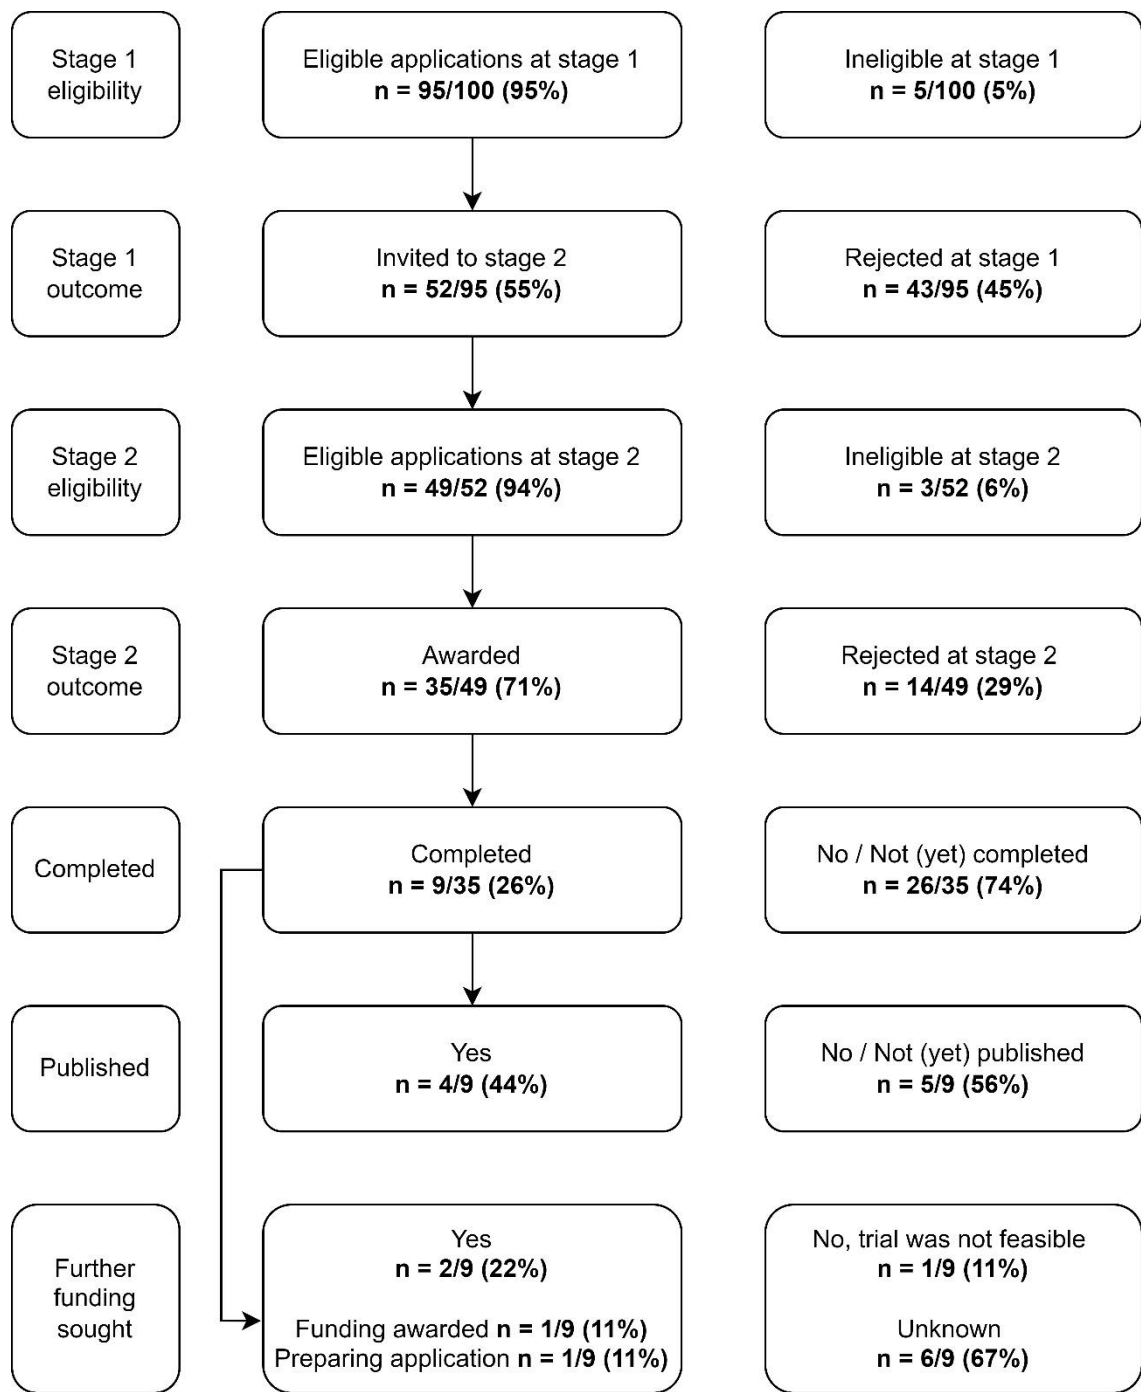 Stage 1
eligibility
Eligible applications at stage 1
n = 95/100 (95%)
Ineligible at stage 1
n = 5/100 (5%)
Stage 1
outcome
Invited to stage 2
n = 52/95 (55%)
Rejected at stage 1
n = 43/95 (45%)
Stage 2
eligibility
Eligible applications at stage 2
n = 49/52 (94%)
Ineligible at stage 2
n = 3/52 (6%)
Stage 2
outcome
Awarded
n = 35/49 (71%)
Rejected at stage 2
n = 14/49 (29%)
Completed
Completed
n = 9/35 (26%)
No / Not (yet) completed
n = 26/35 (74%)
Published
Yes
n = 4/9 (44%)
No / Not (yet) published
n = 5/9 (56%)
Further
funding
sought
Yes
n = 2/9 (22%)
Funding awarded n = 1/9 (11%)
Preparing application n = 1/9 (11%)
No, trial was not feasible
n = 1/9 (11%)
Unknown
n = 6/9 (67%)